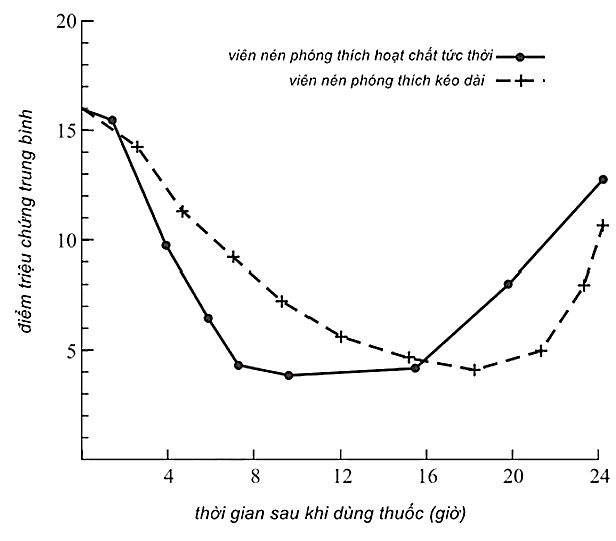 20
viên nén phóng thích hoạt chất tức thời
viên nén phóng thích kéo dài
15
10
5
điểm triệu chứng trung bình
4 8 12 16 20 24
thời gian sau khi dùng thuốc (giờ)